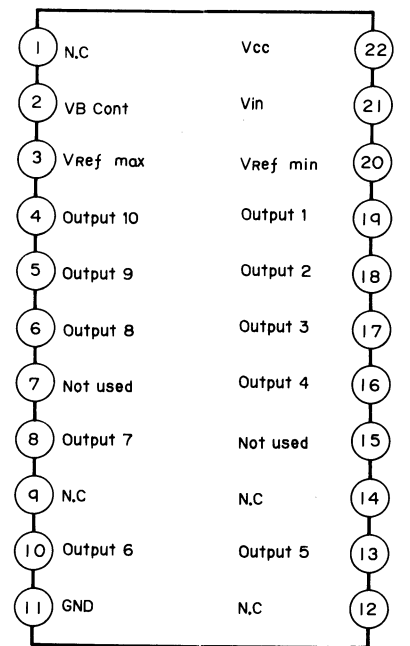 1 N.C Vcc 22
2 VB Cont Vin 21
3 VRef max VRef min 20
4 Output 10 Output 1 19
5 Output 9 Output 2 18
6 Output 8 Output 3 17
7 Not used Output 4 16
8 Output 7 Not used 15
9 N.C N.C 14
10 Output 6 Output 5 13
11 GND N.C 12